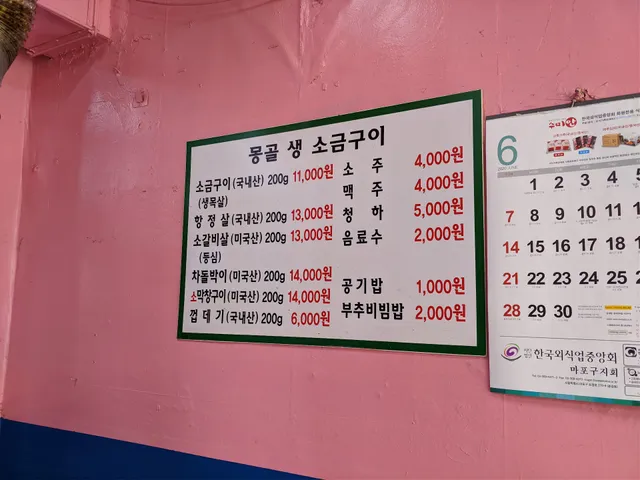 몽골 생 소금구이
소금구이(국내산) 200g 11,000원
(생목살)
항정살(국내산) 200g 13,000원
소갈비살(미국산) 200g 13,000원
(등심)
차돌박이(미국산) 200g 14,000원
소막창구이(미국산) 200g 14,000원
껍데기(국내산) 200g 6,000원
소주 4,000원
맥주 4,000원
청하 5,000원
음료수 2,000원
공기밥 1,000원
부추비빔밥 2,000원
6
1 2 3 4
7 8 9 10 11
14 15 16 17 18
21 22 23 24 25
28 29 30
한국외식업중앙회
마포구지회